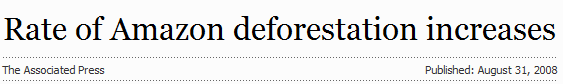 Rate of Amazon deforestation increases
The Associated Press Published: August 31, 2008